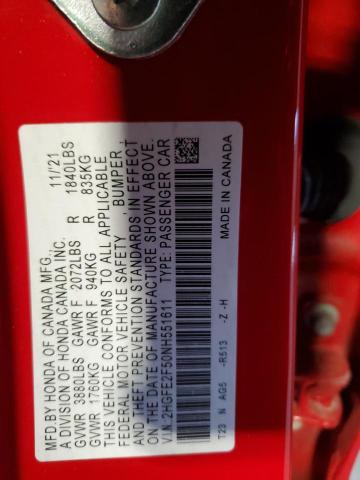 MFD. BY HONDA OF CANADA MFG. 11/21
A DIVISION OF HONDA CANADA INC.
GVWR 3880LBS GAWR F 2072LBS R 1840LBS
GVWR 1760KG GAWR F 940KG R 835KG
THIS VEHICLE CONFORMS TO ALL APPLICABLE
FEDERAL MOTOR VEHICLE SAFETY BUMPER,
AND THEFT PREVENTION STANDARDS IN EFFECT
ON THE DATE OF MANUFACTURE SHOWN ABOVE.
V.I.N. 2HGFE2F50NH551611 TYPE: PASSENGER CAR
T23 N AG5 -R513 -Z -H
MADE IN CANADA